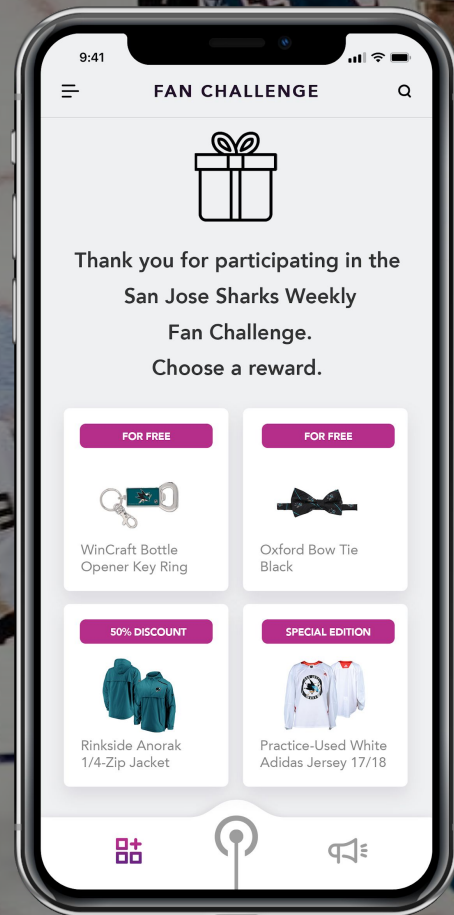 9:41
FAN CHALLENGE
Thank you for participating in the
San Jose Sharks Weekly
Fan Challenge.
Choose a reward.
FOR FREE
WinCraft Bottle
Opener Key Ring
FOR FREE
Oxford Bow Tie
Black
50% DISCOUNT
Rinkside Anorak
1/4-Zip Jacket
SPECIAL EDITION
Practice-Used White
Adidas Jersey 17/18